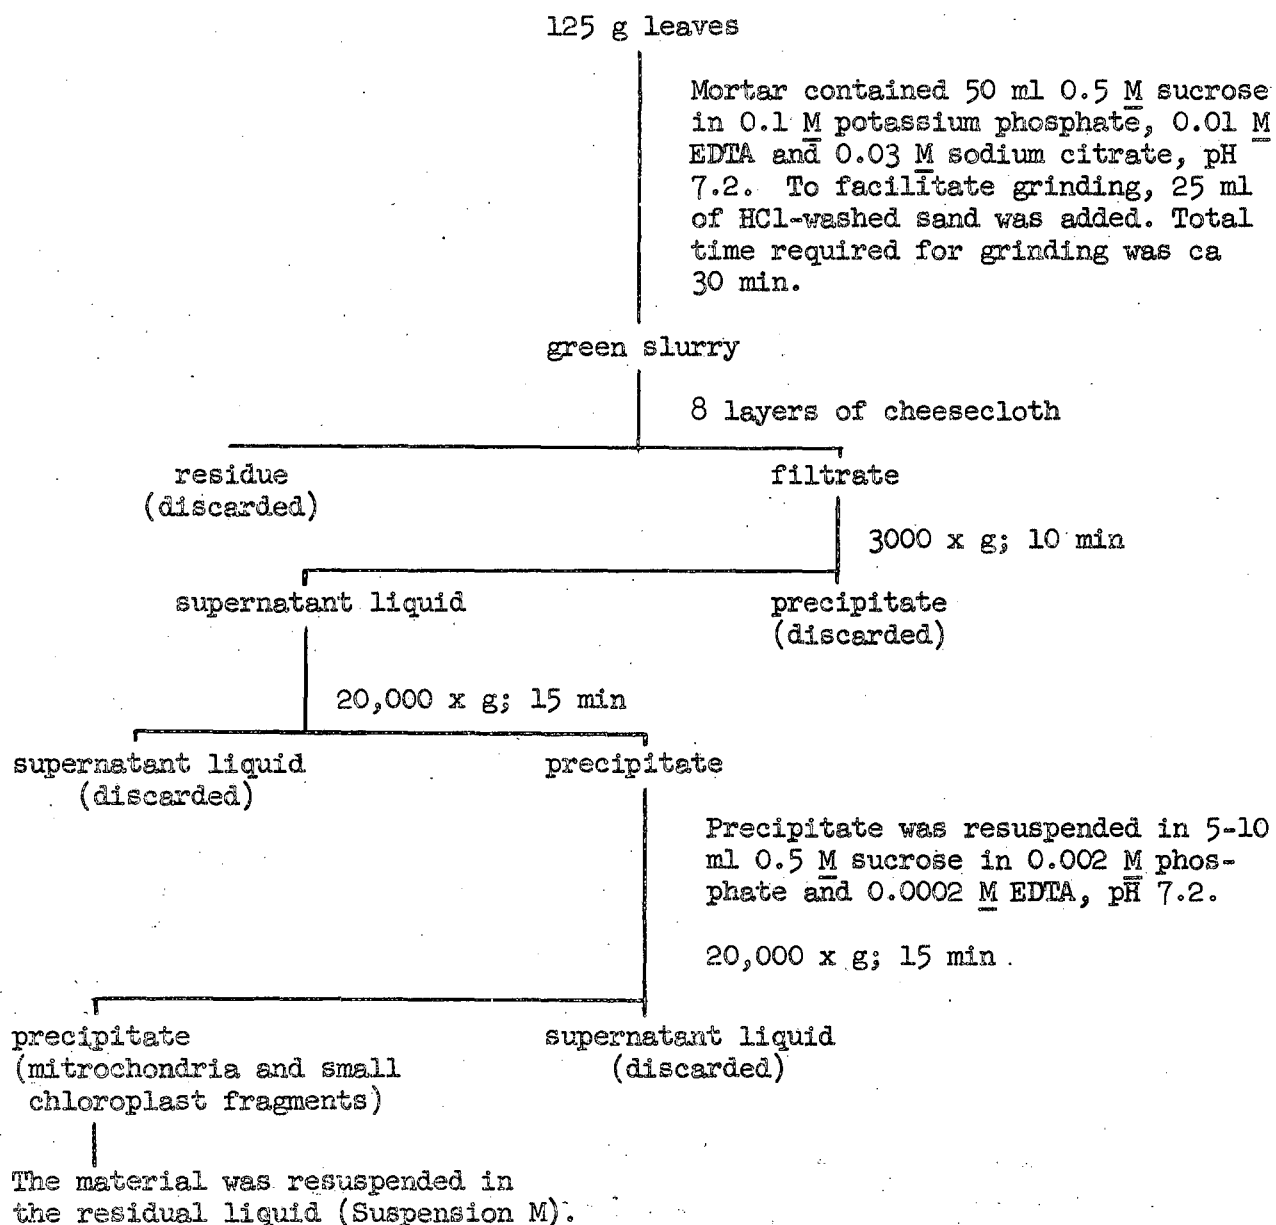 125 g leaves
Mortar contained 50 ml 0.5 M sucrose
in 0.1 M potassium phosphate, 0.01 M
EDTA and 0.03 M sodium citrate, pH
7.2. To facilitate grinding, 25 ml
of HCl-washed sand was added. Total
time required for grinding was ca
30 min.
green slurry
8 layers of cheesecloth
residue
(discarded)
filtrate
3000 x g; 10 min
supernatant liquid
precipitate
(discarded)
20,000 x g; 15 min
supernatant liquid
(discarded)
precipitate
Precipitate was resuspended in 5-10
ml 0.5 M sucrose in 0.002 M phos-
phate and 0.0002 M EDTA, pH 7.2.
20,000 x g; 15 min.
precipitate
(mitrochondria and small
chloroplast fragments)
supernatant liquid
(discarded)
The material was resuspended in
the residual liquid (Suspension M).